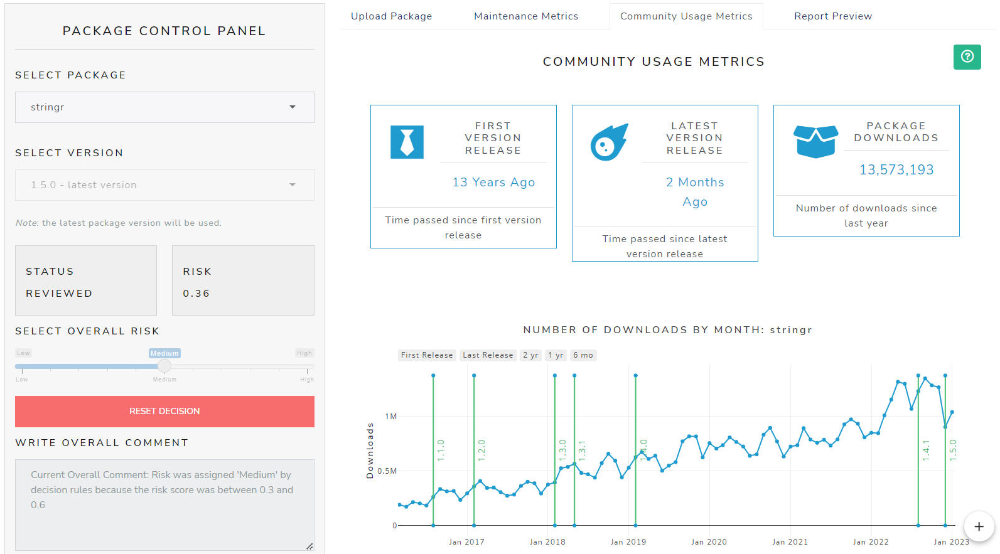 PACKAGE CONTROL PANEL
SELECT PACKAGE
stringr
SELECT VERSION
1.5.0 - latest version
Note: the latest package version will be used.
STATUS
REVIEWED
RISK
0.36
SELECT OVERALL RISK
Low
Medium
High
Low
Medium
High
RESET DECISION
WRITE OVERALL COMMENT
Current Overall Comment: Risk was assigned 'Medium' by
decision rules because the risk score was between 0.3 and
0.6
Upload Package
Maintenance Metrics
Community Usage Metrics
Report Preview
COMMUNITY USAGE METRICS
FIRST
VERSION
RELEASE
13 Years Ago
Time passed since first version
release
LATEST
VERSION
RELEASE
2 Months
Ago
Time passed since latest
version release
PACKAGE
DOWNLOADS
13,573,193
Number of downloads since
last year
NUMBER OF DOWNLOADS BY MONTH: stringr
First Release
Last Release
2 yr
1 yr
6 mo
Downloads
1M
0.5M
0
1.1.0
1.2.0
1.3.0
1.3.1
1.4.0
1.4.1
1.5.0
Jan 2017
Jan 2018
Jan 2019
Jan 2020
Jan 2021
Jan 2022
Jan 2023